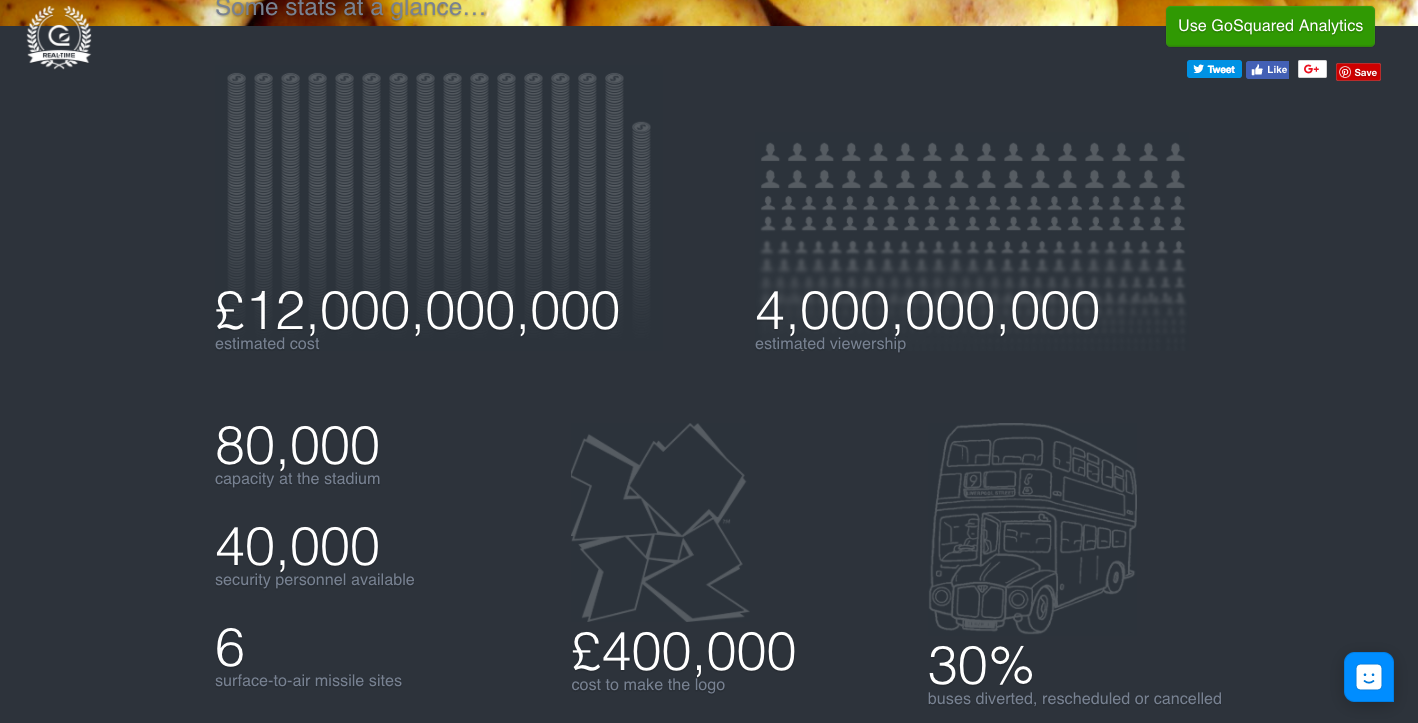 Some stats at a glance...
REAL-TIME
Use GoSquared Analytics
Tweet
Like
G+
Save
£12,000,000,000
estimated cost
4,000,000,000
estimated viewership
80,000
capacity at the stadium
40,000
security personnel available
6
surface-to-air missile sites
£400,000
cost to make the logo
9
30%
buses diverted, rescheduled or cancelled